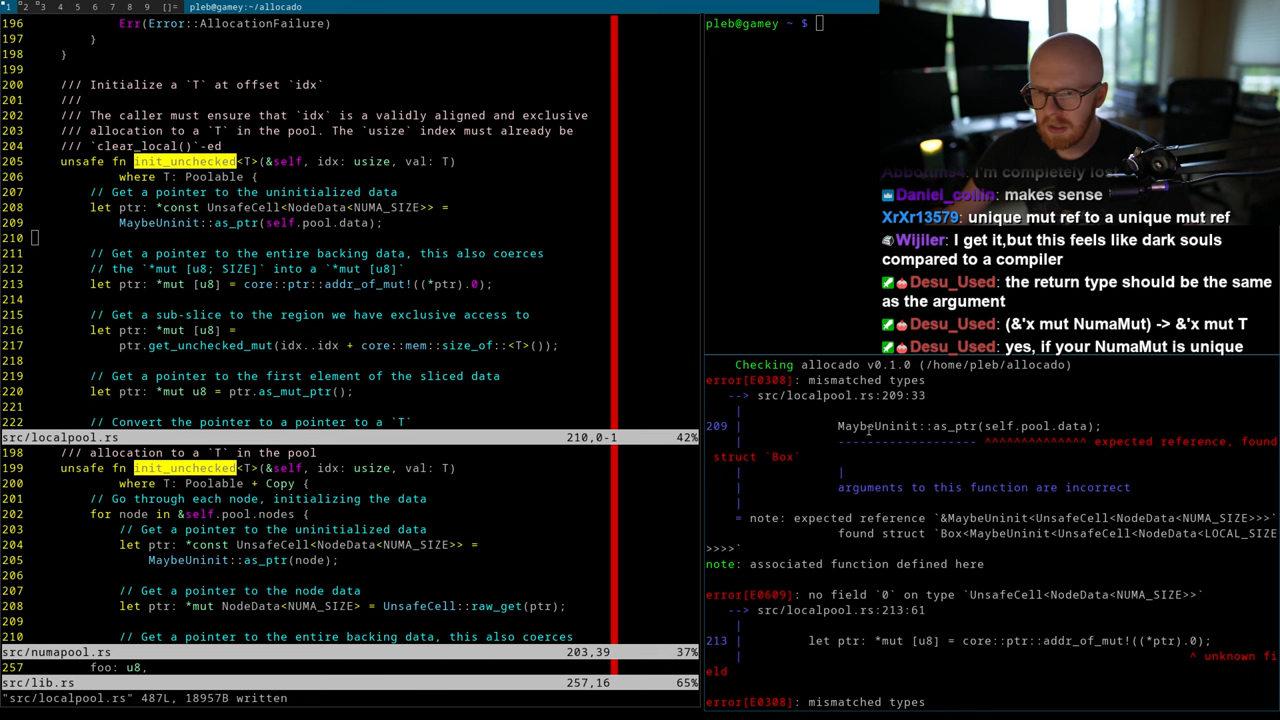 1 2 3 4 5 6 7 8 9 []= pleb@gamey:~/allocado
196 Err(Error::AllocationFailure)
197 }
198 }
199
200 /// Initialize a `T` at offset `idx`
201 ///
202 /// The caller must ensure that `idx` is a validly aligned and exclusive
203 /// allocation to a `T` in the pool. The `usize` index must already be
204 /// `clear_local()`-ed
205 unsafe fn init_unchecked<T>(&self, idx: usize, val: T)
206 where T: Poolable {
207 // Get a pointer to the uninitialized data
208 let ptr: *const UnsafeCell<NodeData<NUMA_SIZE>> =
209 MaybeUninit::as_ptr(self.pool.data);
210
211 // Get a pointer to the entire backing data, this also coerces
212 // the `*mut [u8; SIZE]` into a `*mut [u8]`
213 let ptr: *mut [u8] = core::ptr::addr_of_mut!((*ptr).0);
214
215 // Get a sub-slice to the region we have exclusive access to
216 let ptr: *mut [u8] =
217 ptr.get_unchecked_mut(idx..idx + core::mem::size_of::<T>());
218
219 // Get a pointer to the first element of the sliced data
220 let ptr: *mut u8 = ptr.as_mut_ptr();
221
222 // Convert the pointer to a pointer to a `T`
src/localpool.rs 210,0-1 42%
198 /// allocation to a `T` in the pool
199 unsafe fn init_unchecked<T>(&self, idx: usize, val: T)
200 where T: Poolable + Copy {
201 // Go through each node, initializing the data
202 for node in &self.pool.nodes {
203 // Get a pointer to the uninitialized data
204 let ptr: *const UnsafeCell<NodeData<NUMA_SIZE>> =
205 MaybeUninit::as_ptr(node);
206
207 // Get a pointer to the node data
208 let ptr: *mut NodeData<NUMA_SIZE> = UnsafeCell::raw_get(ptr);
209
210 // Get a pointer to the entire backing data, this also coerces
src/numapool.rs 203,39 37%
257 foo: u8,
src/lib.rs 257,16 65%
"src/localpool.rs" 487L, 18957B written
pleb@gamey ~ $
I'm completely lost
Daniel_collin: makes sense
XrXr13579: unique mut ref to a unique mut ref
Wijiler: I get it,but this feels like dark souls
compared to a compiler
Desu_Used: the return type should be the same
as the argument
Desu_Used: (&'x mut NumaMut) -> &'x mut T
Desu_Used: yes, if your NumaMut is unique
Checking allocado v0.1.0 (/home/pleb/allocado)
error[E0308]: mismatched types
--> src/localpool.rs:209:33
|
209 | MaybeUninit::as_ptr(self.pool.data);
| ------------------- ^^^^^^^^^^^^^^ expected reference, found
struct `Box`
| |
| arguments to this function are incorrect
|
= note: expected reference `&MaybeUninit<UnsafeCell<NodeData<NUMA_SIZE>>>`
found struct `Box<MaybeUninit<UnsafeCell<NodeData<LOCAL_SIZE
>>>>`
note: associated function defined here
error[E0609]: no field `0` on type `UnsafeCell<NodeData<NUMA_SIZE>>`
--> src/localpool.rs:213:61
|
213 | let ptr: *mut [u8] = core::ptr::addr_of_mut!((*ptr).0);
| ^ unknown fi
eld
error[E0308]: mismatched types